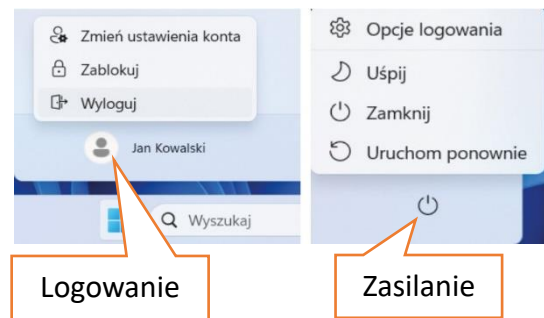 Zmień ustawienia konta
Zablokuj
Wyloguj
Jan Kowalski
Wyszukaj
Logowanie
Opcje logowania
Uśpij
Zamknij
Uruchom ponownie
Zasilanie